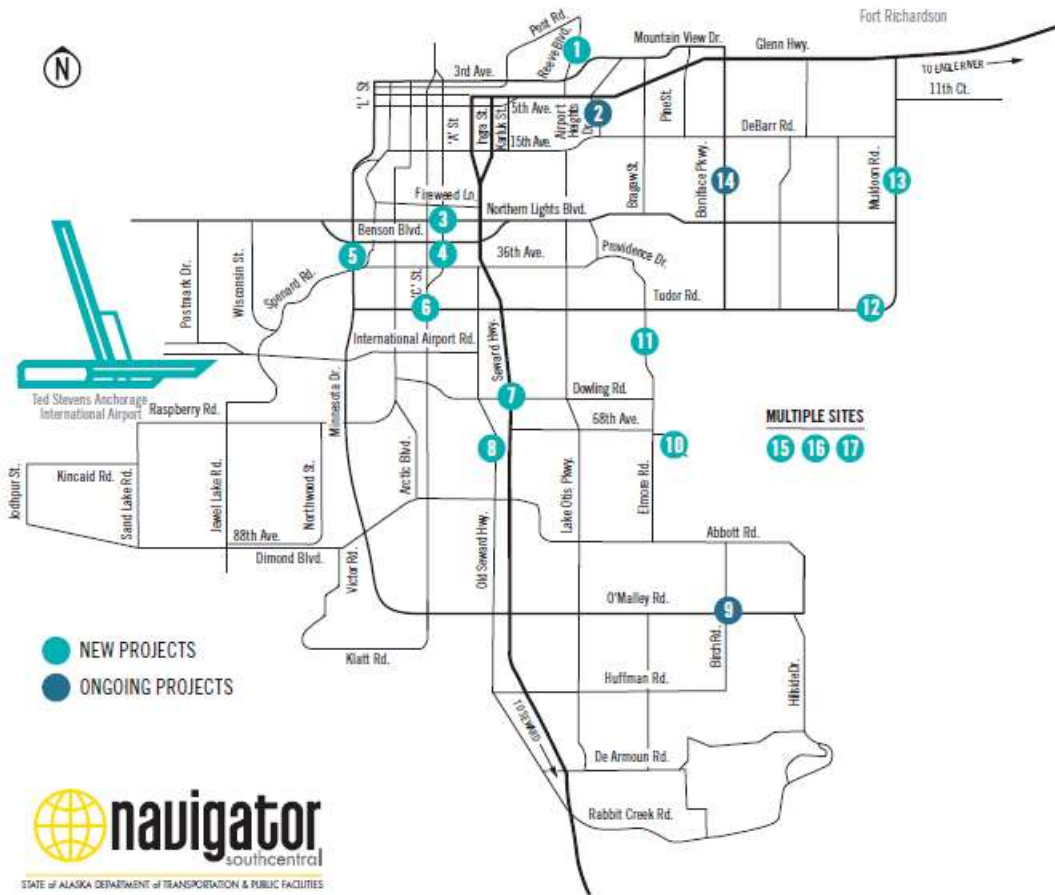 Fort Richardson
Post Rd.
Reeve Blvd.
1
Mountain View Dr.
Glenn Hwy.
N
3rd Ave.
TO EAGLE RIVER
11th Ct.
'L' St
'A' St
Ingra St.
5th Ave.
Airport
Heights
Dr.
2
Pine St.
DeBarr Rd.
15th Ave.
Bragaw St.
Boniface Pkwy.
14
Muldoon Rd.
13
Fireweed Ln.
Northern Lights Blvd.
3
Benson Blvd.
5
4
36th Ave.
Providence Dr.
Postmark Dr.
Wisconsin St.
Spenard Rd.
'C' St.
6
Tudor Rd.
12
International Airport Rd.
Seward Hwy.
11
Ted Stevens Anchorage
International Airport
Raspberry Rd.
Minnesota Dr.
7
Dowling Rd.
68th Ave.
MULTIPLE SITES
15 16 17
8
10
Jodhpur St.
Kincaid Rd.
Sand Lake Rd.
Jewel Lake Rd.
Northwood St.
Arctic Blvd.
Lake Otis Pkwy.
Elmore Rd.
88th Ave.
Dimond Blvd.
Victor Rd.
Old Seward Hwy.
Abbott Rd.
O'Malley Rd.
9
Birch Rd.
Klatt Rd.
Huffman Rd.
Hillside Dr.
NEW PROJECTS
ONGOING PROJECTS
TO SEWARD
De Armoun Rd.
Rabbit Creek Rd.
navigator
southcentral
STATE of ALASKA DEPARTMENT of TRANSPORTATION & PUBLIC FACILITIES